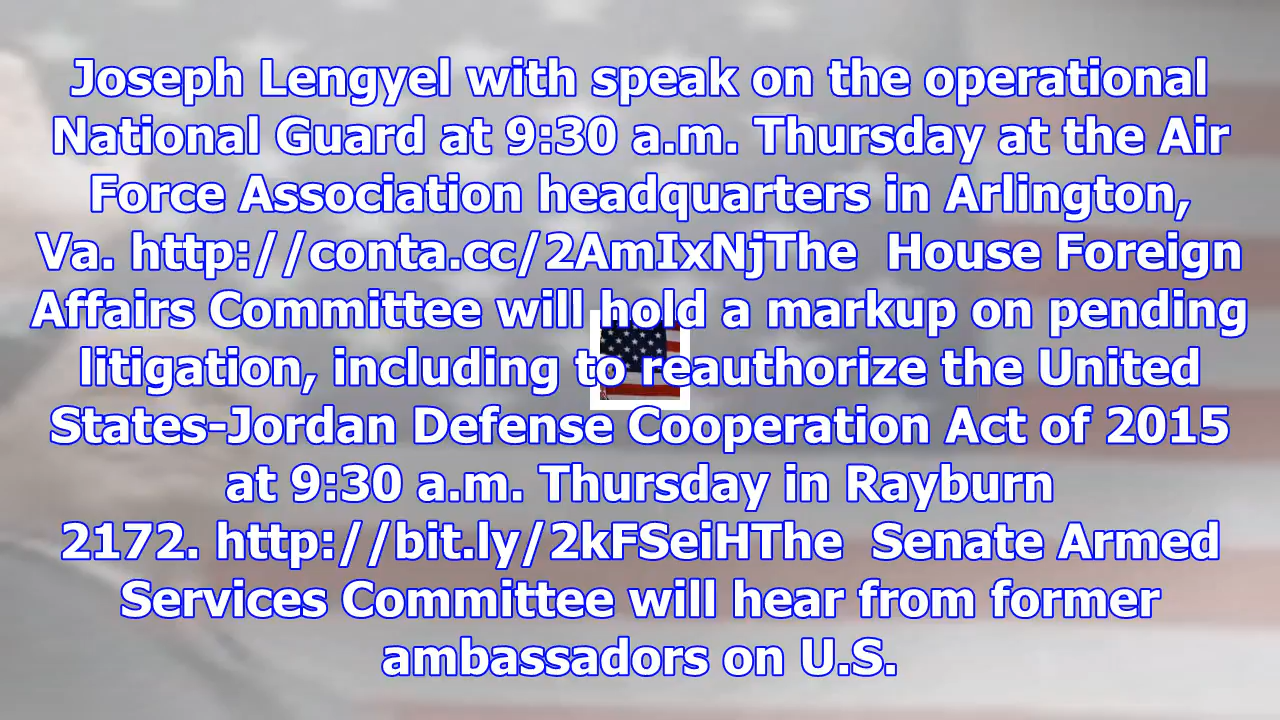 Joseph Lengyel with speak on the operational
National Guard at 9:30 a.m. Thursday at the Air
Force Association headquarters in Arlington,
Va. http://conta.cc/2AmIxNjThe  House Foreign
Affairs Committee will hold a markup on pending
litigation, including to reauthorize the United
States-Jordan Defense Cooperation Act of 2015
at 9:30 a.m. Thursday in Rayburn
2172. http://bit.ly/2kFSeiHThe  Senate Armed
Services Committee will hear from former
ambassadors on U.S.